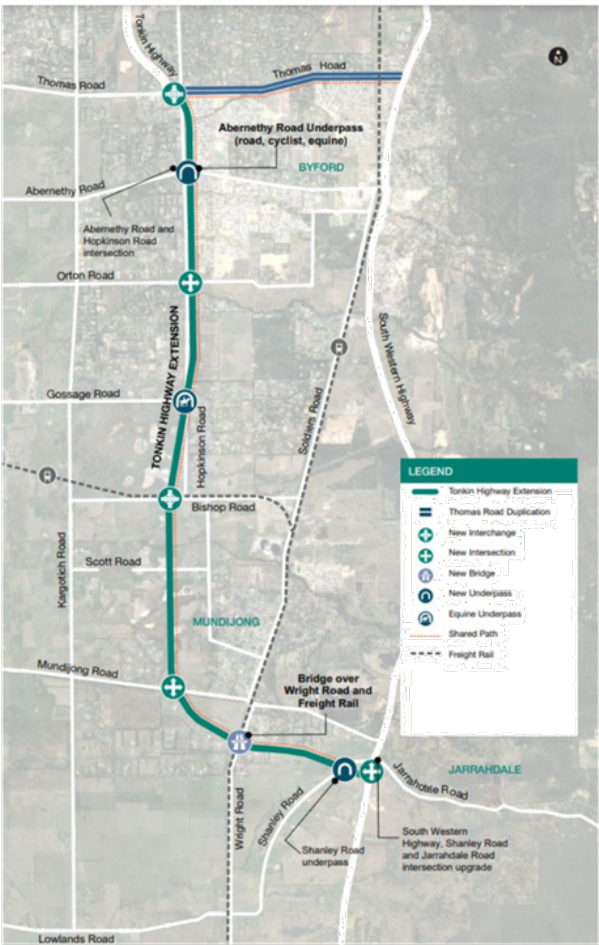 Tonkin Highway
N
Thomas Road
Thomas Road
Abernethy Road Underpass
(road, cyclist, equine)
BYFORD
Abernethy Road
Abernethy Road and
Hopkinson Road
intersection
Orton Road
TONKIN HIGHWAY EXTENSION
South Western Highway
Soldiers Road
Gossage Road
Hopkinson Road
LEGEND
Tonkin Highway Extension
Thomas Road Duplication
New Interchange
New Intersection
New Bridge
New Underpass
Equine Underpass
Shared Path
Freight Rail
Bishop Road
Kargotich Road
Scott Road
MUNDIJONG
Mundijong Road
Bridge over
Wright Road and
Freight Rail
JARRAHDALE
Jarrahdale Road
Wright Road
Shanley Road
Shanley Road
underpass
South Western
Highway, Shanley Road
and Jarrahdale Road
intersection upgrade
Lowlands Road